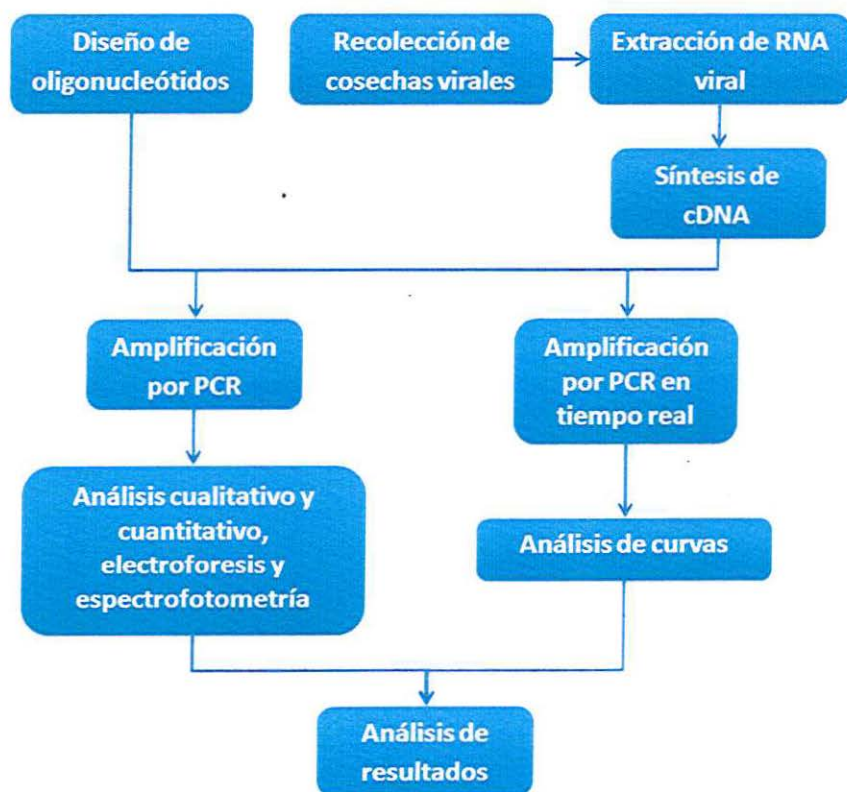 Diseño de
oligonucleótidos
Recolección de
cosechas virales
Extracción de RNA
viral
Síntesis de
cDNA
Amplificación
por PCR
Amplificación
por PCR en
tiempo real
Análisis cualitativo y
cuantitativo,
electroforesis y
espectrofotometría
Análisis de curvas
Análisis de
resultados